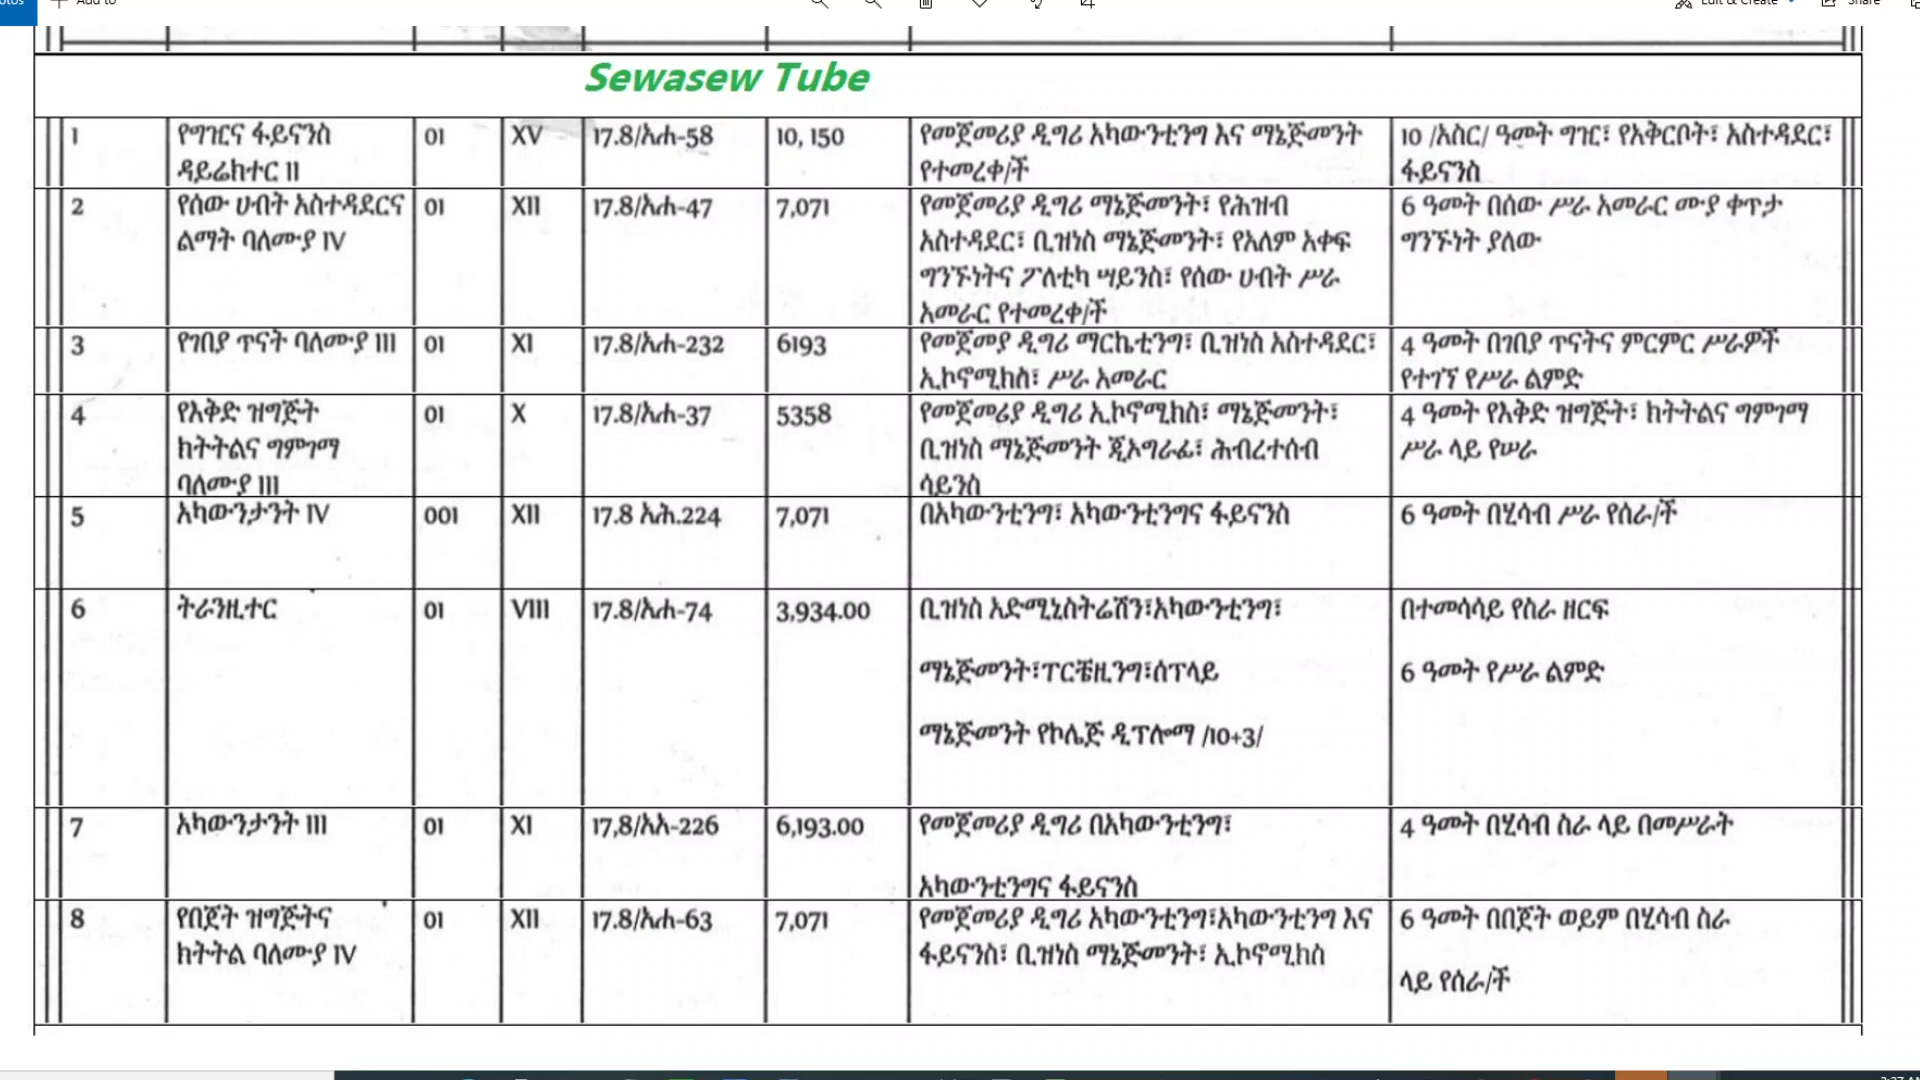 Add to
Edit & Create
Share
Sewasew Tube
1 የግዢና ፋይናንስ 01 XV 17.8/አሐ-58 10, 150 የመጀመሪያ ዲግሪ አካውንቲንግ እና ማኔጅመንት 10 /አስር/ ዓመት ግዢ፣ የአቅርቦት፣ አስተዳደር፣
ዳይሬክተር II የተመረቀ/ች ፋይናንስ
2 የሰው ሀብት አስተዳደርና 01 XII 17.8/አሐ-47 7,071 የመጀመሪያ ዲግሪ ማኔጅመንት፣ የሕዝብ 6 ዓመት በሰው ሥራ አመራር ሙያ ቀጥታ
ልማት ባለሙያ IV አስተዳደር፣ ቢዝነስ ማኔጅመንት፣ የአለም አቀፍ ግንኙነት ያለው
ግንኙነትና ፖለቲካ ሣይንስ፣ የሰው ሀብት ሥራ
አመራር የተመረቀ/ች
3 የገበያ ጥናት ባለሙያ III 01 XI 17.8/አሐ-232 6193 የመጀመያ ዲግሪ ማርኬቲንግ፣ ቢዝነስ አስተዳደር፣ 4 ዓመት በገበያ ጥናትና ምርምር ሥራዎች
ኢኮኖሚክስ፣ ሥራ አመራር የተገኘ የሥራ ልምድ
4 የእቅድ ዝግጅት 01 X 17.8/አሐ-37 5358 የመጀመሪያ ዲግሪ ኢኮኖሚክስ፣ ማኔጅመንት፣ 4 ዓመት የእቅድ ዝግጅት፣ ክትትልና ግምገማ
ክትትልና ግምገማ ቢዝነስ ማኔጅመንት ጂኦግራፊ፣ ሕብረተሰብ ሥራ ላይ የሠራ
ባለሙያ III ሳይንስ
5 አካውንታንት IV 001 XII 17.8 አሕ.224 7,071 በአካውንቲንግ፣ አካውንቲንግና ፋይናንስ 6 ዓመት በሂሳብ ሥራ የሰራ/ች
6 ትራንዚተር 01 VIII 17.8/አሐ-74 3,934.00 ቢዝነስ አድሚኒስትሬሽን፣አካውንቲንግ፣ በተመሳሳይ የስራ ዘርፍ
ማኔጅመንት፣ፐርቼዚንግ፣ሰፕላይ 6 ዓመት የሥራ ልምድ
ማኔጅመንት የኮሌጅ ዲፕሎማ /10+3/
7 አካውንታንት III 01 XI 17,8/አአ-226 6,193.00 የመጀመሪያ ዲግሪ በአካውንቲንግ፣ 4 ዓመት በሂሳብ ስራ ላይ በመሥራት
አካውንቲንግና ፋይናንስ
8 የበጀት ዝግጅትና 01 XII 17.8/አሐ-63 7,071 የመጀመሪያ ዲግሪ አካውንቲንግ፣አካውንቲንግ እና 6 ዓመት በበጀት ወይም በሂሳብ ስራ
ክትትል ባለሙያ IV ፋይናንስ፣ ቢዝነስ ማኔጅመንት፣ ኢኮኖሚክስ
ላይ የሰራ/ች